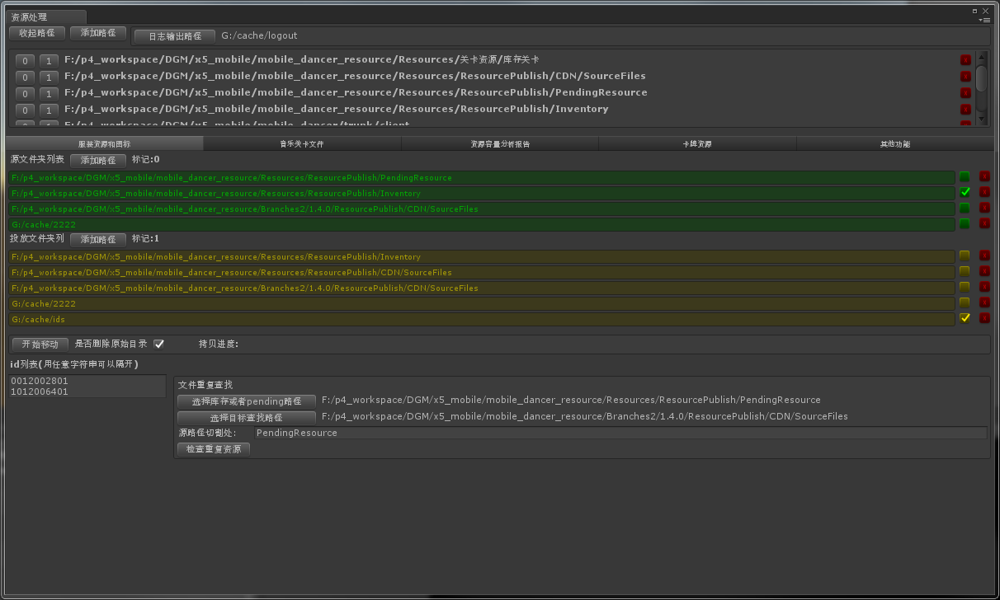 资源处理
收起路径 添加路径 日志输出路径 G:/cache/logout
0 1 F:/p4_workspace/DGM/x5_mobile/mobile_dancer_resource/Resources/关卡资源/库存关卡
0 1 F:/p4_workspace/DGM/x5_mobile/mobile_dancer_resource/Resources/ResourcePublish/CDN/SourceFiles
0 1 F:/p4_workspace/DGM/x5_mobile/mobile_dancer_resource/Resources/ResourcePublish/PendingResource
0 1 F:/p4_workspace/DGM/x5_mobile/mobile_dancer_resource/Resources/ResourcePublish/Inventory
0 1 F:/p4_workspace/DGM/x5_mobile/mobile_dancer/trunk/client
服装资源和图标 音乐关卡文件 资源容量分析报告 卡牌资源 其他功能
源文件夹列表 添加路径 标记:0
F:/p4_workspace/DGM/x5_mobile/mobile_dancer_resource/Resources/ResourcePublish/PendingResource
F:/p4_workspace/DGM/x5_mobile/mobile_dancer_resource/Resources/ResourcePublish/Inventory
F:/p4_workspace/DGM/x5_mobile/mobile_dancer_resource/Branches2/1.4.0/ResourcePublish/CDN/SourceFiles
G:/cache/2222
投放文件夹列 添加路径 标记:1
F:/p4_workspace/DGM/x5_mobile/mobile_dancer_resource/Resources/ResourcePublish/Inventory
F:/p4_workspace/DGM/x5_mobile/mobile_dancer_resource/Resources/ResourcePublish/CDN/SourceFiles
F:/p4_workspace/DGM/x5_mobile/mobile_dancer_resource/Branches2/1.4.0/ResourcePublish/CDN/SourceFiles
G:/cache/2222
G:/cache/ids
开始移动 是否删除原始目录 拷贝进度:
id列表(用任意字符串可以隔开)
0012002801
1012006401
文件重复查找
选择库存或者pending路径 F:/p4_workspace/DGM/x5_mobile/mobile_dancer_resource/Resources/ResourcePublish/PendingResource
选择目标查找路径 F:/p4_workspace/DGM/x5_mobile/mobile_dancer_resource/Branches2/1.4.0/ResourcePublish/CDN/SourceFiles
源路径切割处: PendingResource
检查重复资源